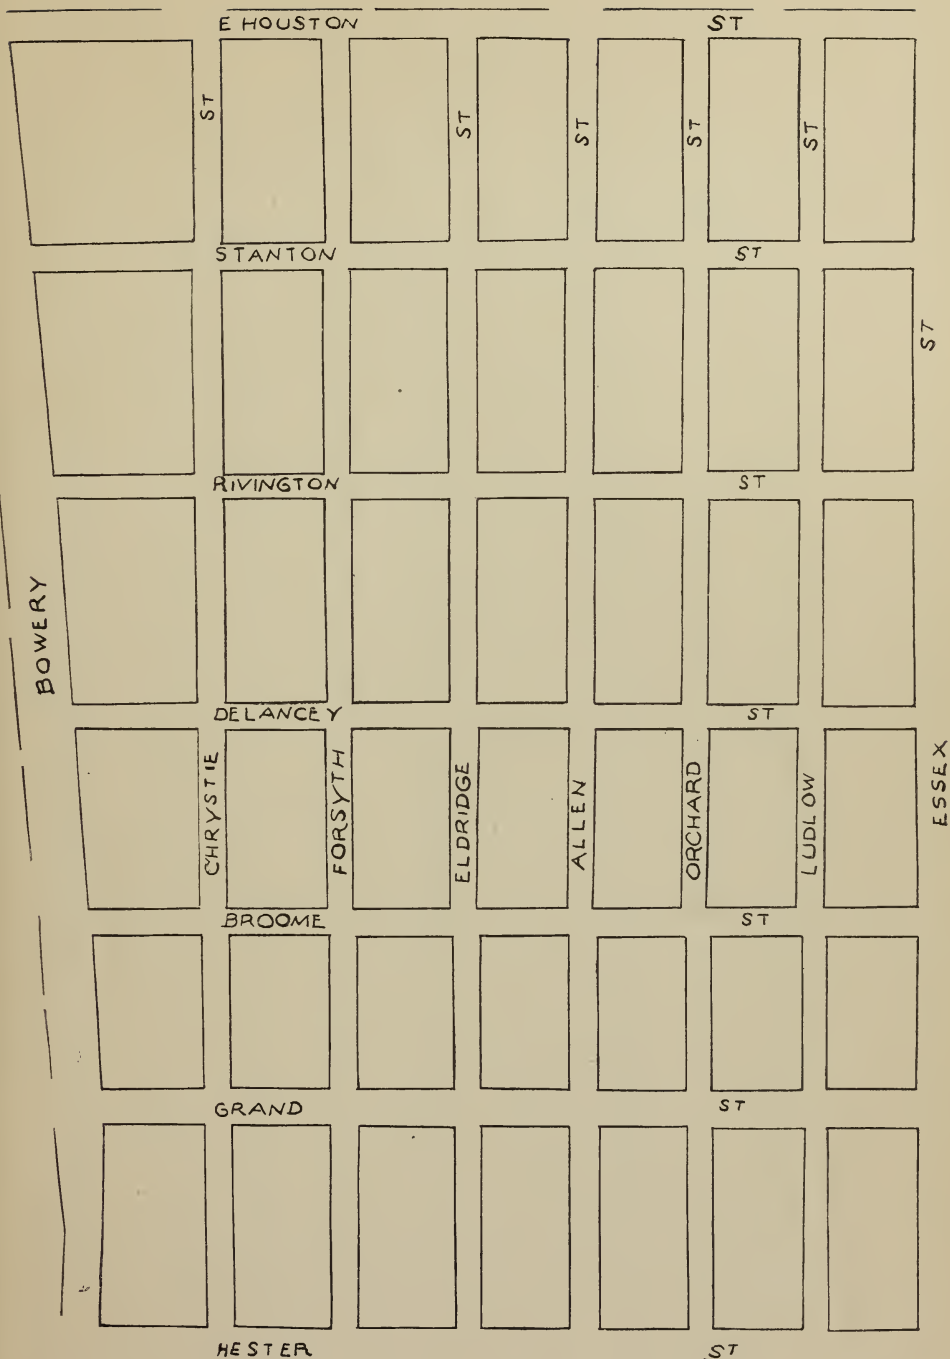 E HOUSTON ST
ST
ST
ST
ST
ST
STANTON ST
ST
RIVINGTON ST
BOWERY
DELANCEY ST
CHRYSTIE
FORSYTH
ELDRIDGE
ALLEN
ORCHARD
LUDLOW
ESSEX
BROOME ST
GRAND ST
HESTER ST